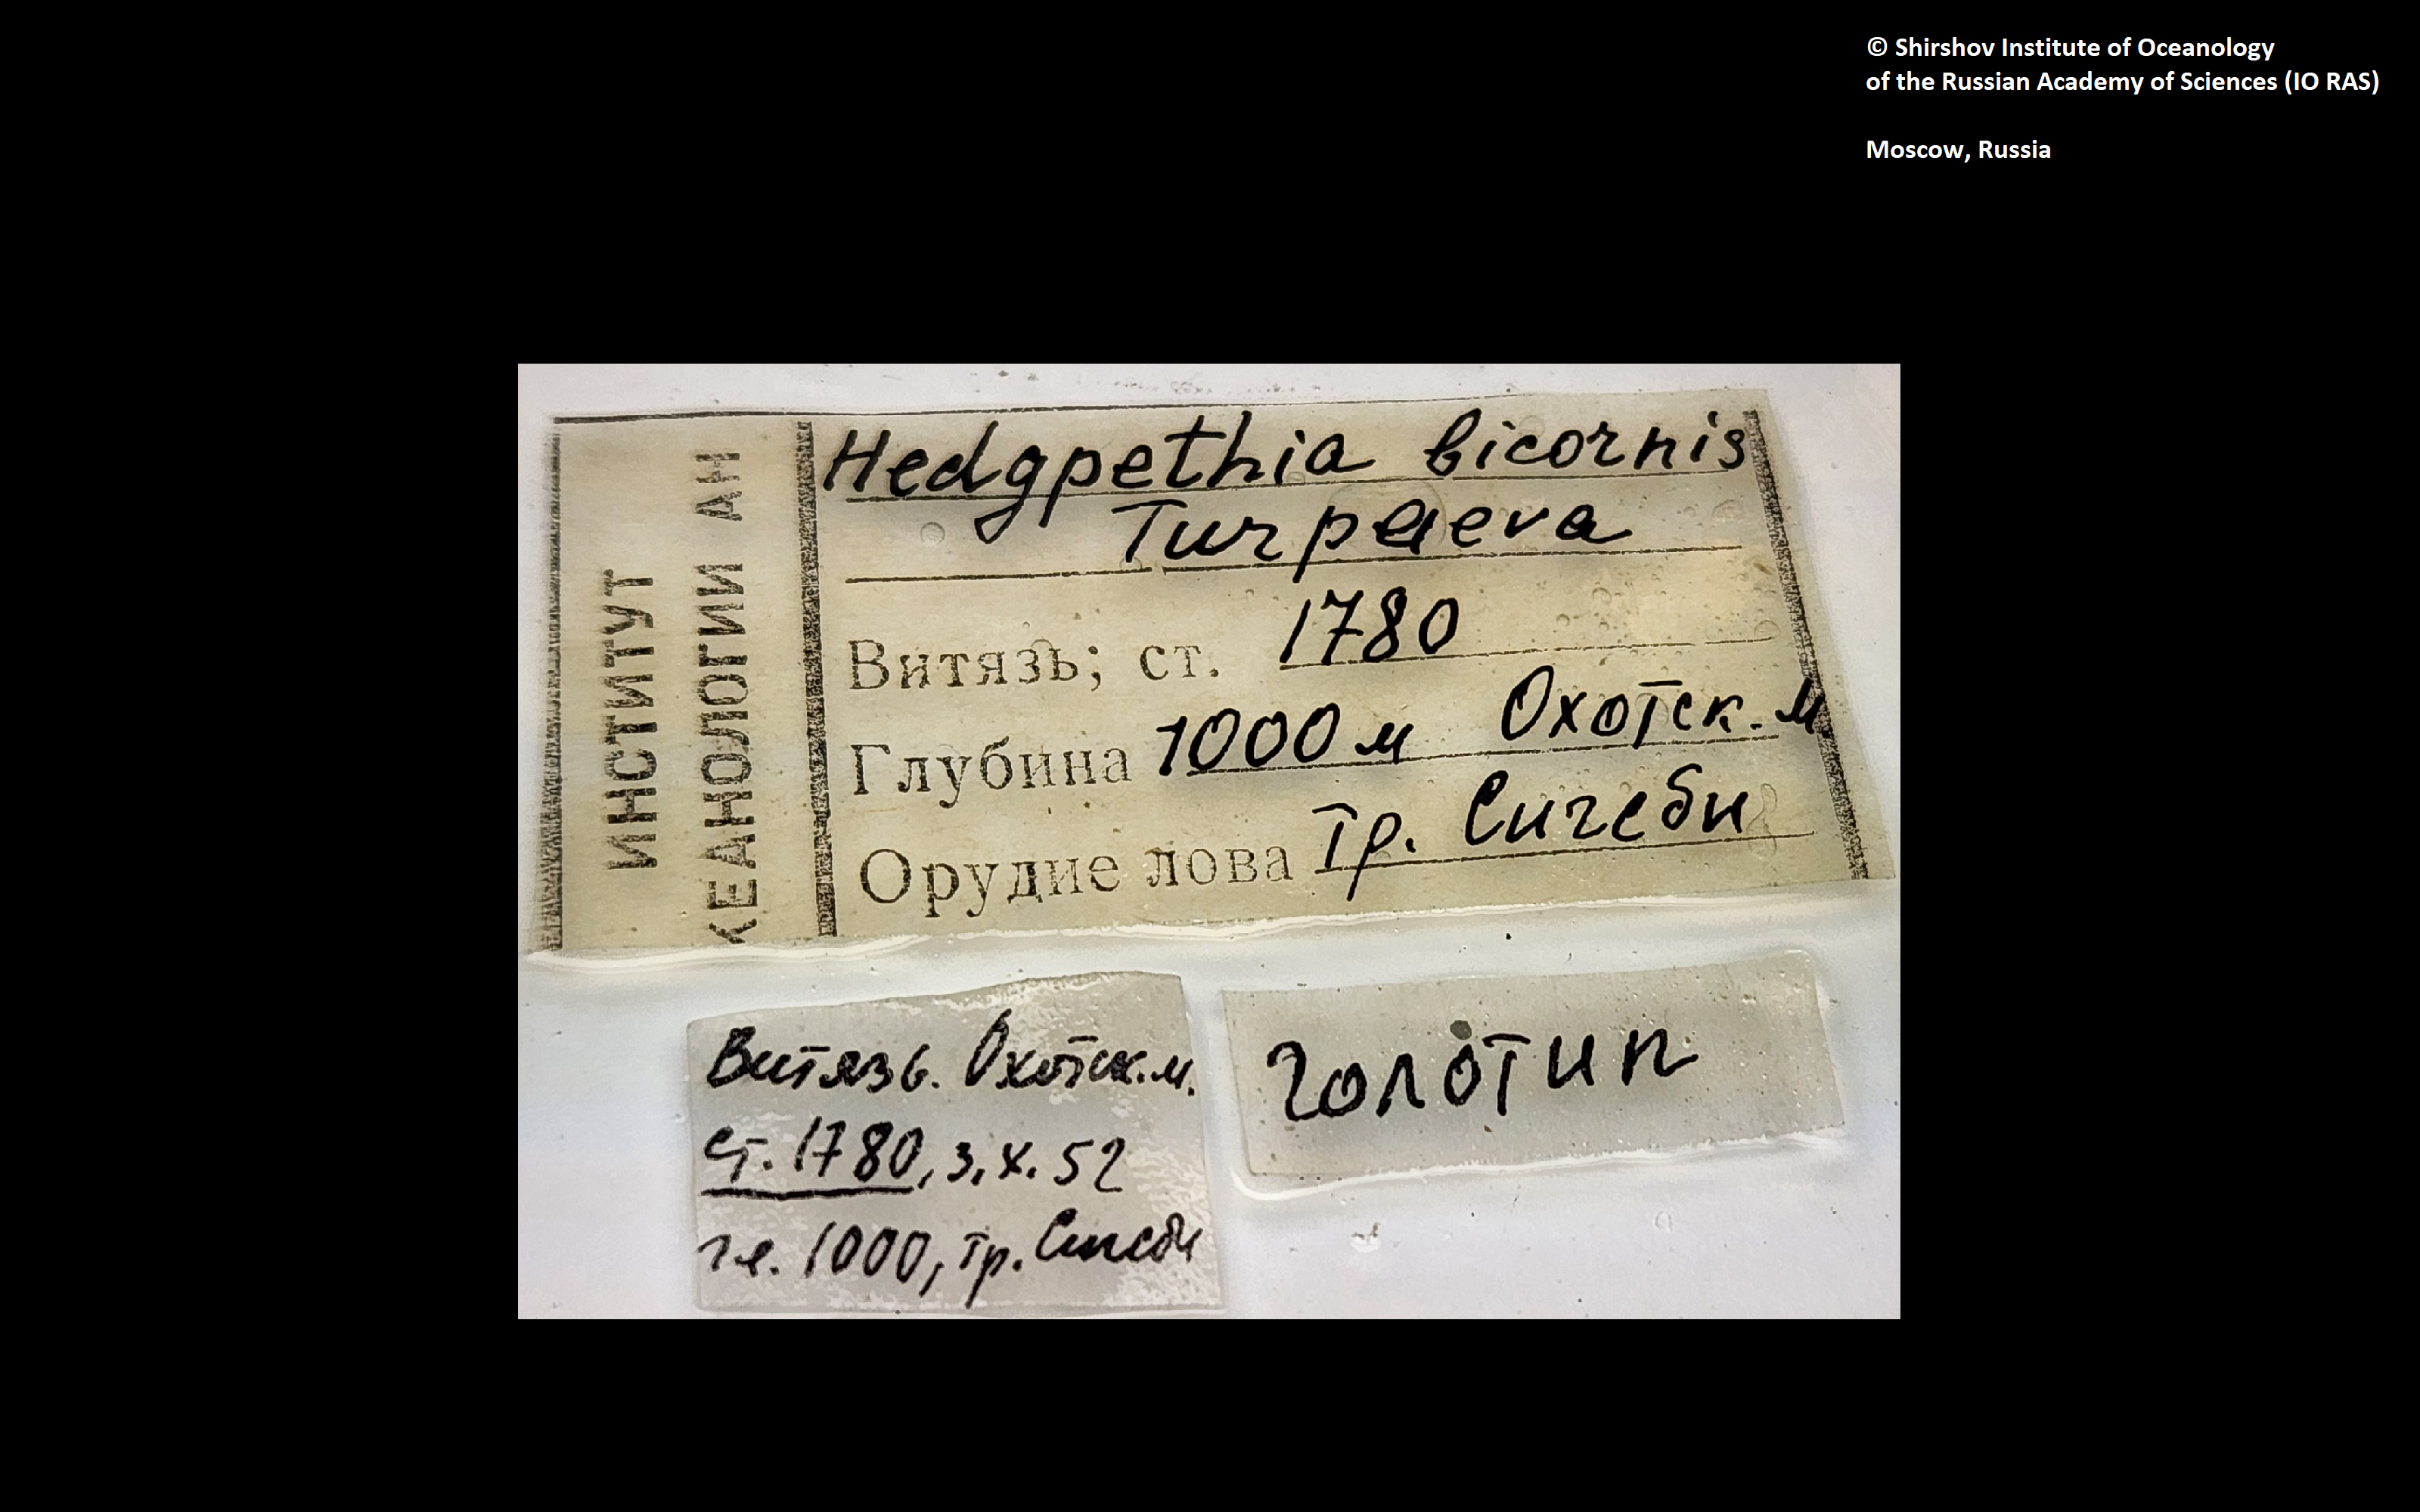 © Shirshov Institute of Oceanology
of the Russian Academy of Sciences (IO RAS)
Moscow, Russia
ИНСТИТУТ
КЕАНОЛОГИИ АН
Hedgpethia bicornis
Turpaeva
Витязь; ст. 1780
Глубина 1000 м Охотск. м.
Орудие лова Тр. Сигсби
Витязь. Охотск. м.
Ст. 1780, 3. X. 52
гл. 1000, тр. Сигсби
Голотип